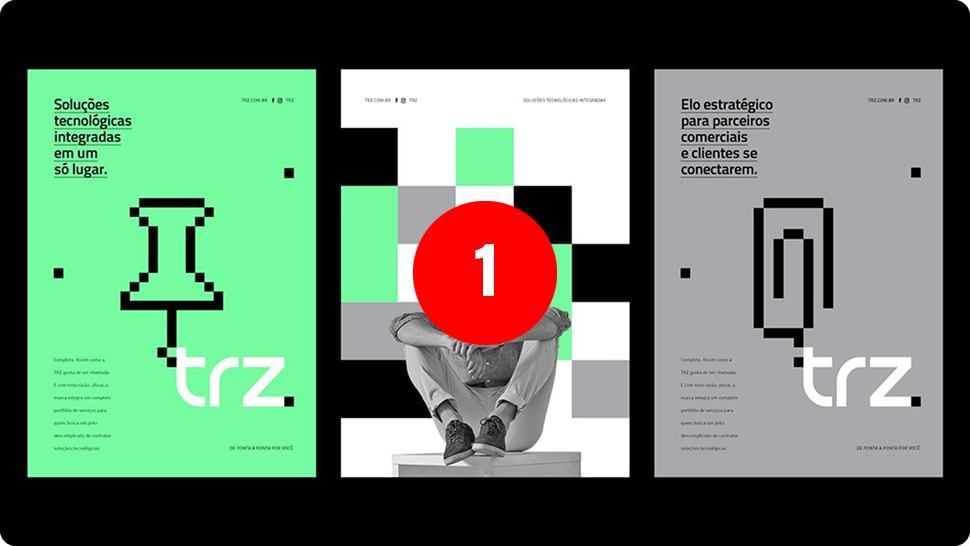 Soluções
tecnológicas
integradas
em um
só lugar.
TRZ.COM.BR
TRZ
Completa. Assim como a
TRZ gosta de ser chamada.
E com toda razão, afinal, a
marca integra um completo
portfólio de serviços para
quem busca um jeito
descomplicado de contratar
soluções tecnológicas.
trz.
DE PONTA A PONTA POR VOCÊ.
TRZ.COM.BR
TRZ
SOLUÇÕES TECNOLÓGICAS INTEGRADAS
1
Elo estratégico
para parceiros
comerciais
e clientes se
conectarem.
TRZ.COM.BR
TRZ
Completa. Assim como a
TRZ gosta de ser chamada.
E com toda razão, afinal, a
marca integra um completo
portfólio de serviços para
quem busca um jeito
descomplicado de contratar
soluções tecnológicas.
trz.
DE PONTA A PONTA POR VOCÊ.